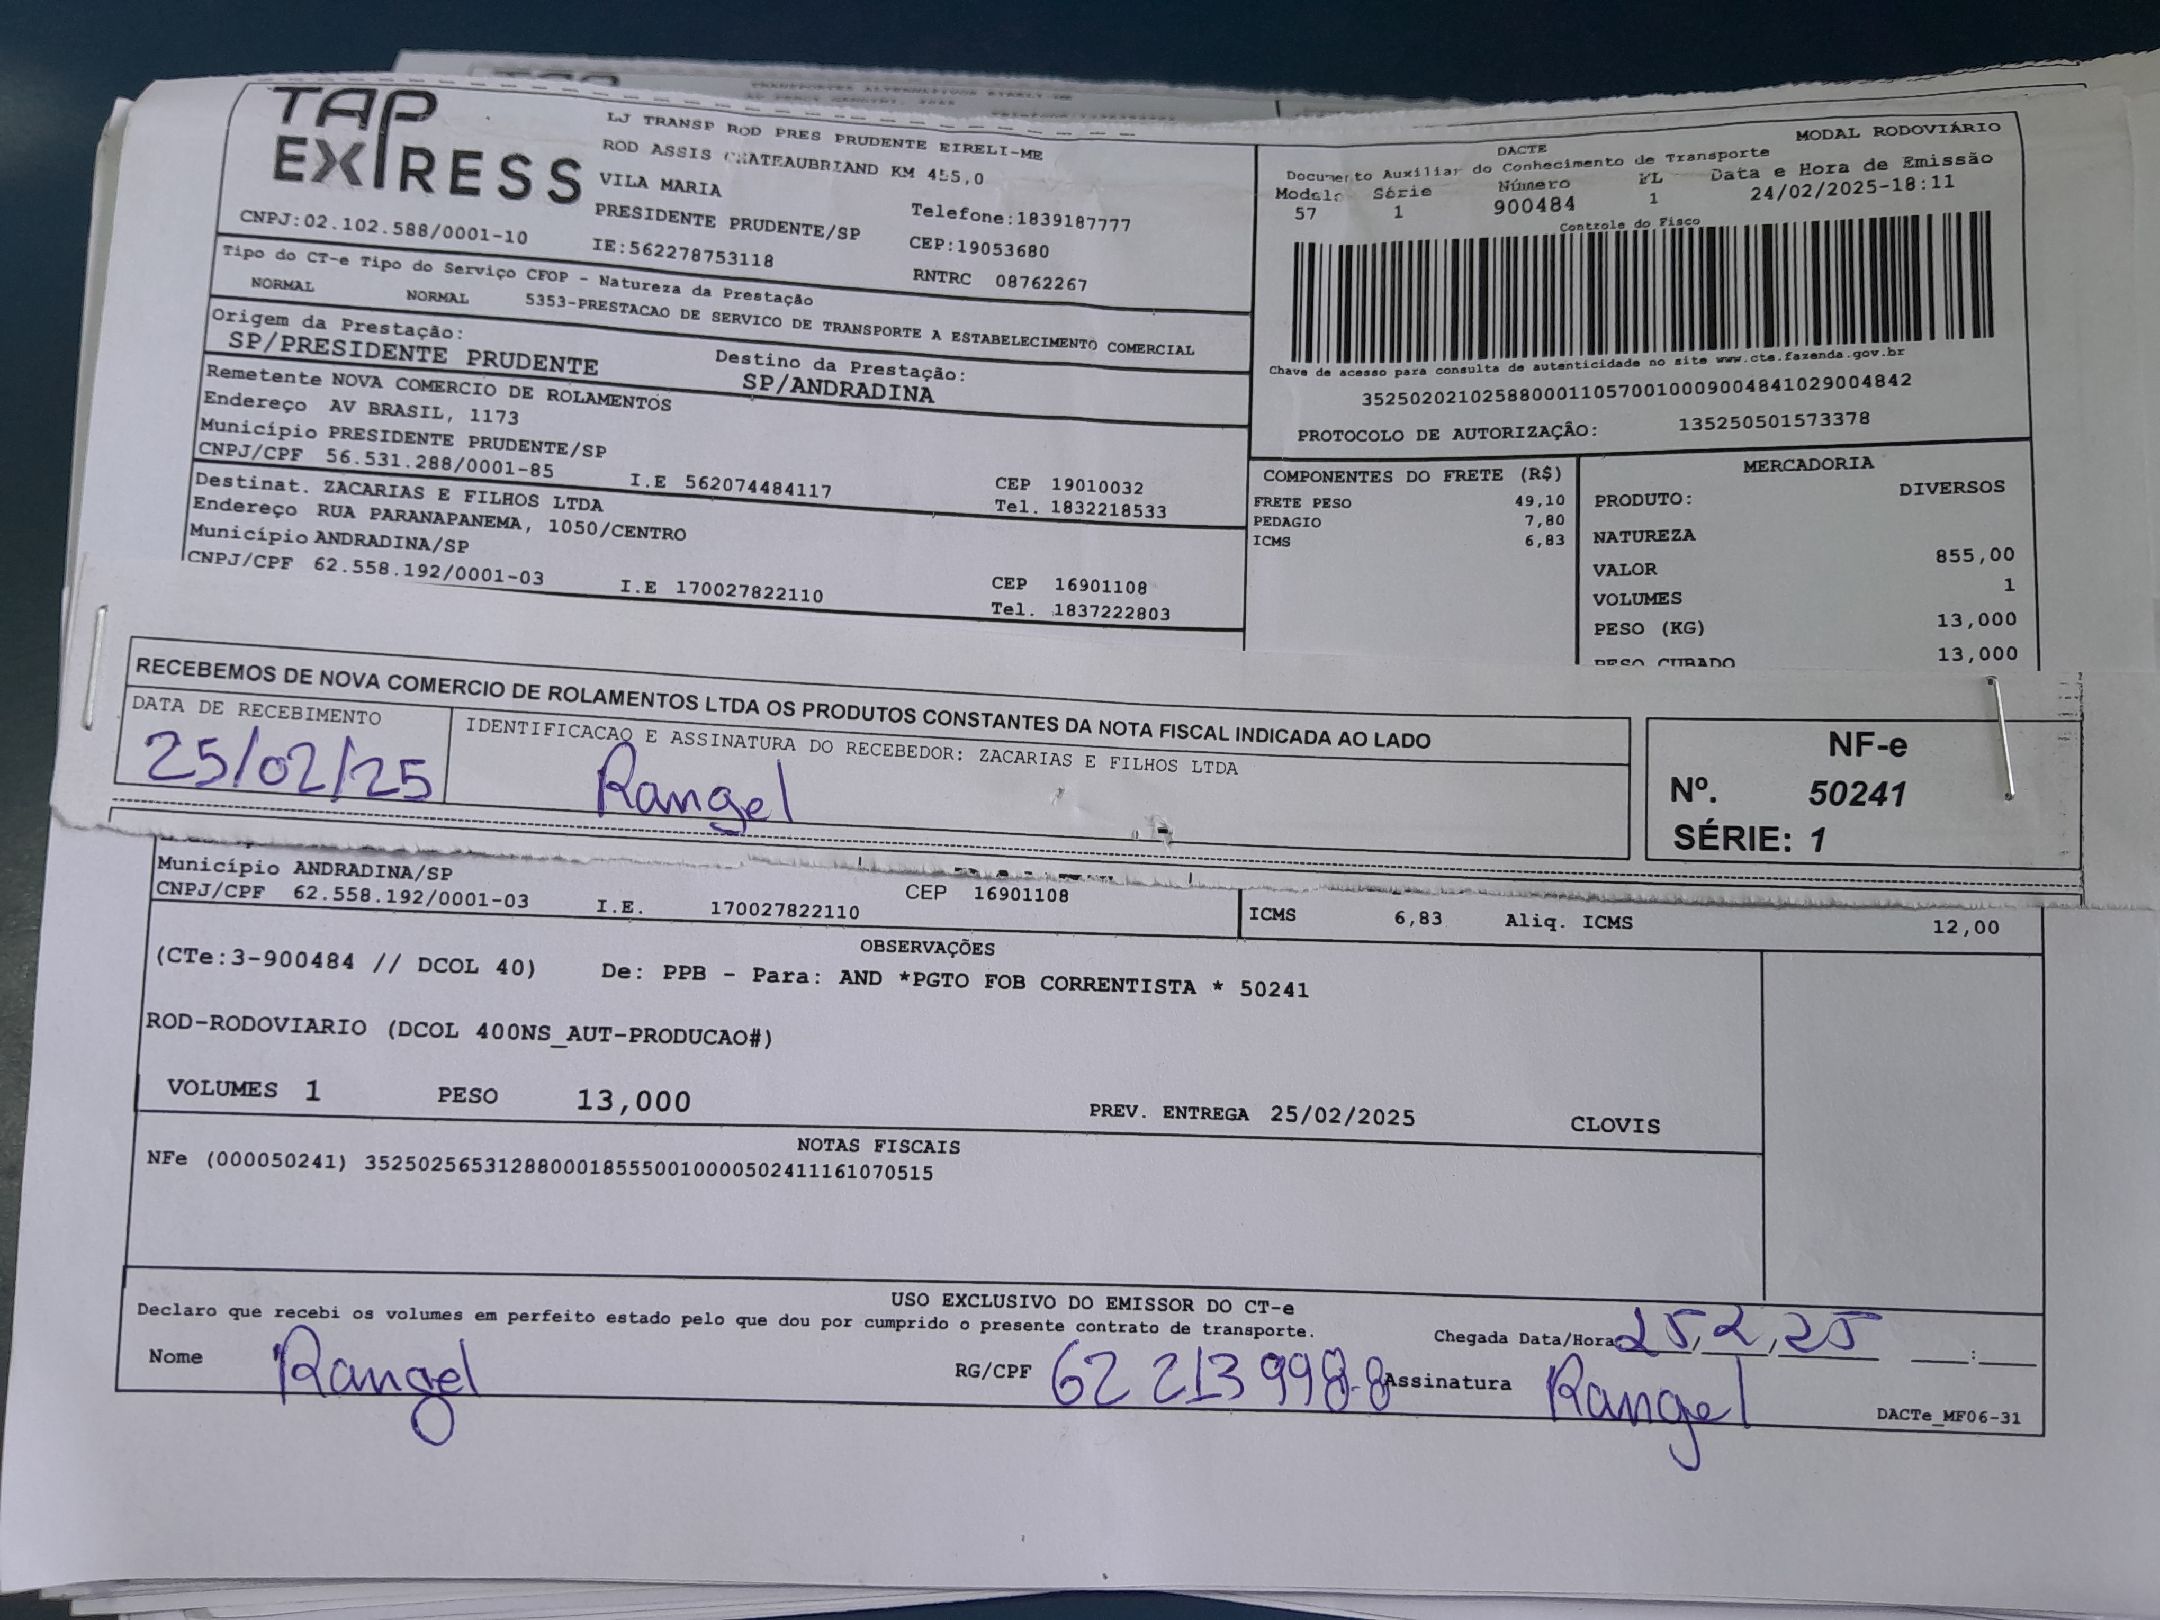 TAP EXPRESS
LJ TRANSP ROD PRES PRUDENTE EIRELI-ME
ROD ASSIS CHATEAUBRIAND KM 455,0
VILA MARIA
PRESIDENTE PRUDENTE/SP Telefone:1839187777
CNPJ:02.102.588/0001-10 IE:562278753118 CEP:19053680
RNTRC 08762267
Tipo do CT-e Tipo do Serviço CFOP - Natureza da Prestação
NORMAL NORMAL 5353-PRESTACAO DE SERVICO DE TRANSPORTE A ESTABELECIMENTO COMERCIAL
Origem da Prestação: Destino da Prestação:
SP/PRESIDENTE PRUDENTE SP/ANDRADINA
Remetente NOVA COMERCIO DE ROLAMENTOS
Endereço AV BRASIL, 1173
Município PRESIDENTE PRUDENTE/SP CEP 19010032
CNPJ/CPF 56.531.288/0001-85 I.E 562074484117 Tel. 1832218533
Destinat. ZACARIAS E FILHOS LTDA
Endereço RUA PARANAPANEMA, 1050/CENTRO
Município ANDRADINA/SP CEP 16901108
CNPJ/CPF 62.558.192/0001-03 I.E 170027822110 Tel. 1837222803
DACTE MODAL RODOVIÁRIO
Documento Auxiliar do Conhecimento de Transporte
Modelo Série Número FL Data e Hora de Emissão
57 1 900484 1 24/02/2025-18:11
Controle do Fisco
Chave de acesso para consulta de autenticidade no site www.cte.fazenda.gov.br
35250202102588000110570010009004841029004842
PROTOCOLO DE AUTORIZAÇÃO: 135250501573378
COMPONENTES DO FRETE (R$)
FRETE PESO 49,10
PEDAGIO 7,80
ICMS 6,83
MERCADORIA
PRODUTO: DIVERSOS
NATUREZA
VALOR 855,00
VOLUMES 1
PESO (KG) 13,000
PESO CUBADO 13,000
RECEBEMOS DE NOVA COMERCIO DE ROLAMENTOS LTDA OS PRODUTOS CONSTANTES DA NOTA FISCAL INDICADA AO LADO
DATA DE RECEBIMENTO IDENTIFICACAO E ASSINATURA DO RECEBEDOR: ZACARIAS E FILHOS LTDA
25/02/25 Rangel
NF-e
Nº. 50241
SÉRIE: 1
Município ANDRADINA/SP CEP 16901108
CNPJ/CPF 62.558.192/0001-03 I.E. 170027822110
ICMS 6,83 Aliq. ICMS 12,00
OBSERVAÇÕES
(CTe:3-900484 // DCOL 40) De: PPB - Para: AND *PGTO FOB CORRENTISTA * 50241
ROD-RODOVIARIO (DCOL 400NS_AUT-PRODUCAO#)
VOLUMES 1 PESO 13,000 PREV. ENTREGA 25/02/2025 CLOVIS
NOTAS FISCAIS
NFe (000050241) 35250256531288000185550010000502411161070515
USO EXCLUSIVO DO EMISSOR DO CT-e
Declaro que recebi os volumes em perfeito estado pelo que dou por cumprido o presente contrato de transporte. Chegada Data/Hora 25,2,25 :
Nome Rangel RG/CPF 62 213 998-8 Assinatura Rangel
DACTe_MF06-31